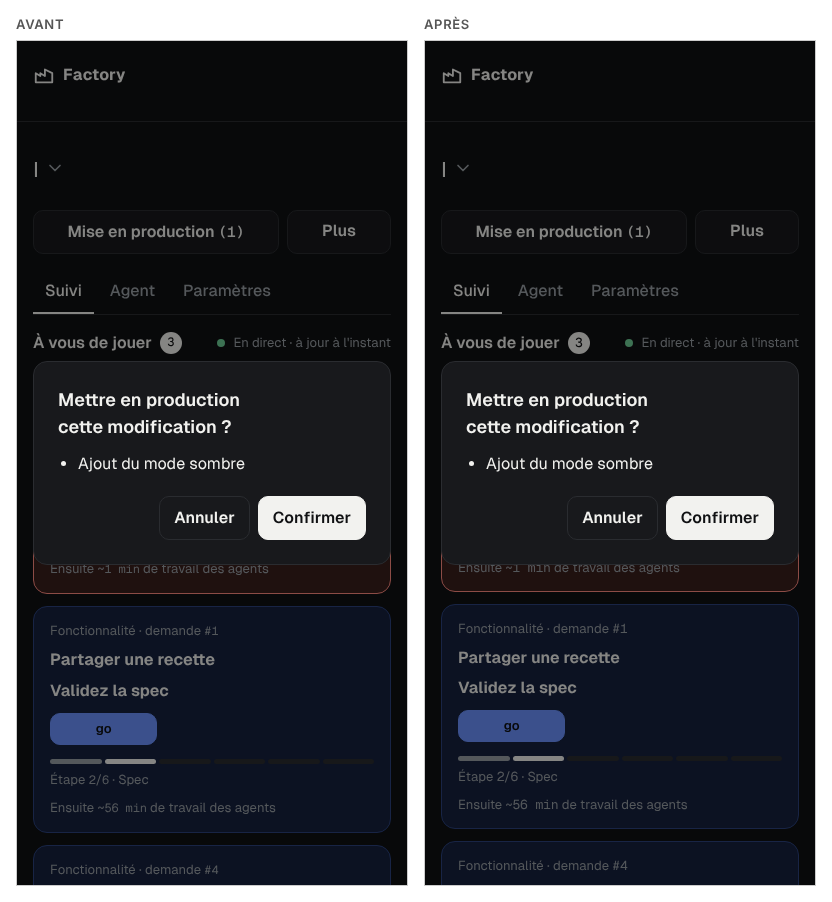 AVANT
Factory
Mise en production (1)
Plus
Suivi
Agent
Paramètres
À vous de jouer 3
En direct · à jour à l'instant
Mettre en production
cette modification ?
• Ajout du mode sombre
Annuler
Confirmer
Ensuite ~1 min de travail des agents
Fonctionnalité · demande #1
Partager une recette
Validez la spec
go
Étape 2/6 · Spec
Ensuite ~56 min de travail des agents
Fonctionnalité · demande #4
APRÈS
Factory
Mise en production (1)
Plus
Suivi
Agent
Paramètres
À vous de jouer 3
En direct · à jour à l'instant
Mettre en production
cette modification ?
• Ajout du mode sombre
Annuler
Confirmer
Ensuite ~1 min de travail des agents
Fonctionnalité · demande #1
Partager une recette
Validez la spec
go
Étape 2/6 · Spec
Ensuite ~56 min de travail des agents
Fonctionnalité · demande #4